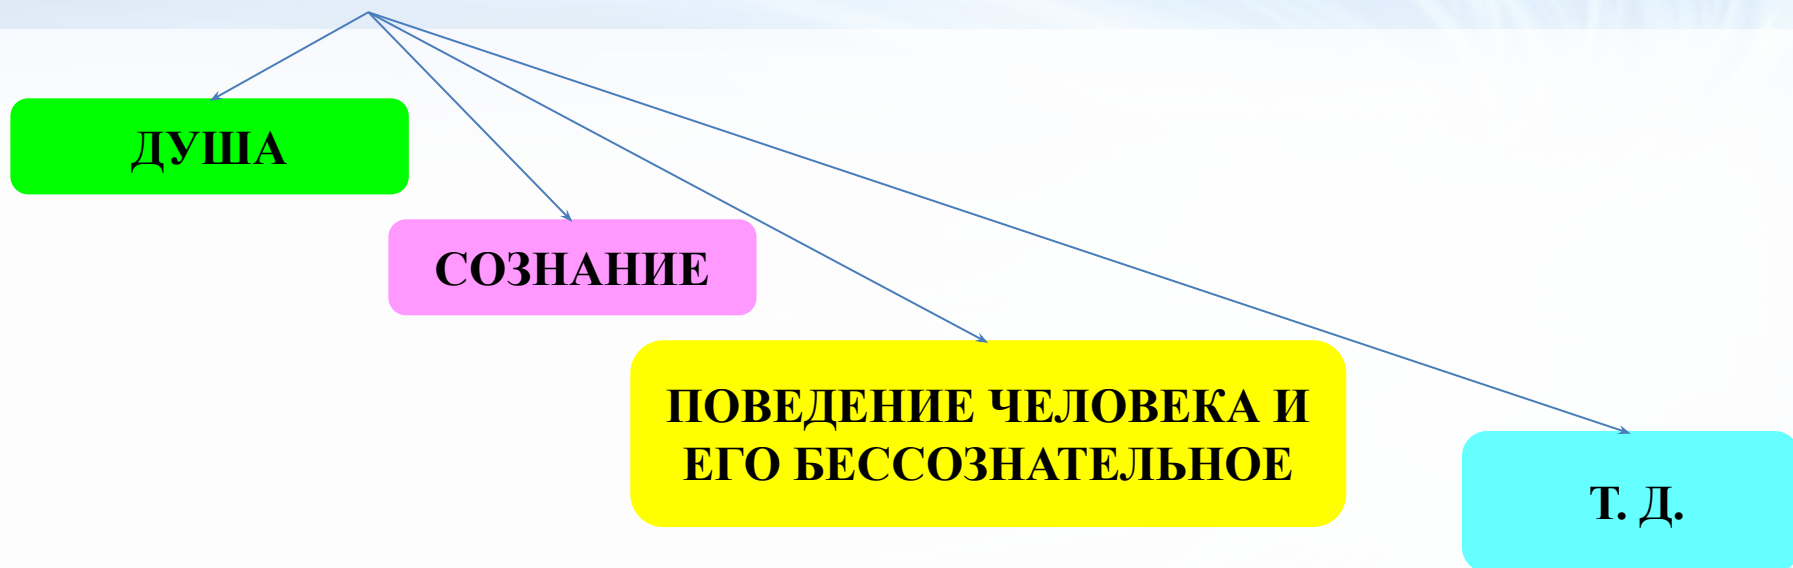 ДУША
СОЗНАНИЕ
ПОВЕДЕНИЕ ЧЕЛОВЕКА И
ЕГО БЕССОЗНАТЕЛЬНОЕ
Т. Д.